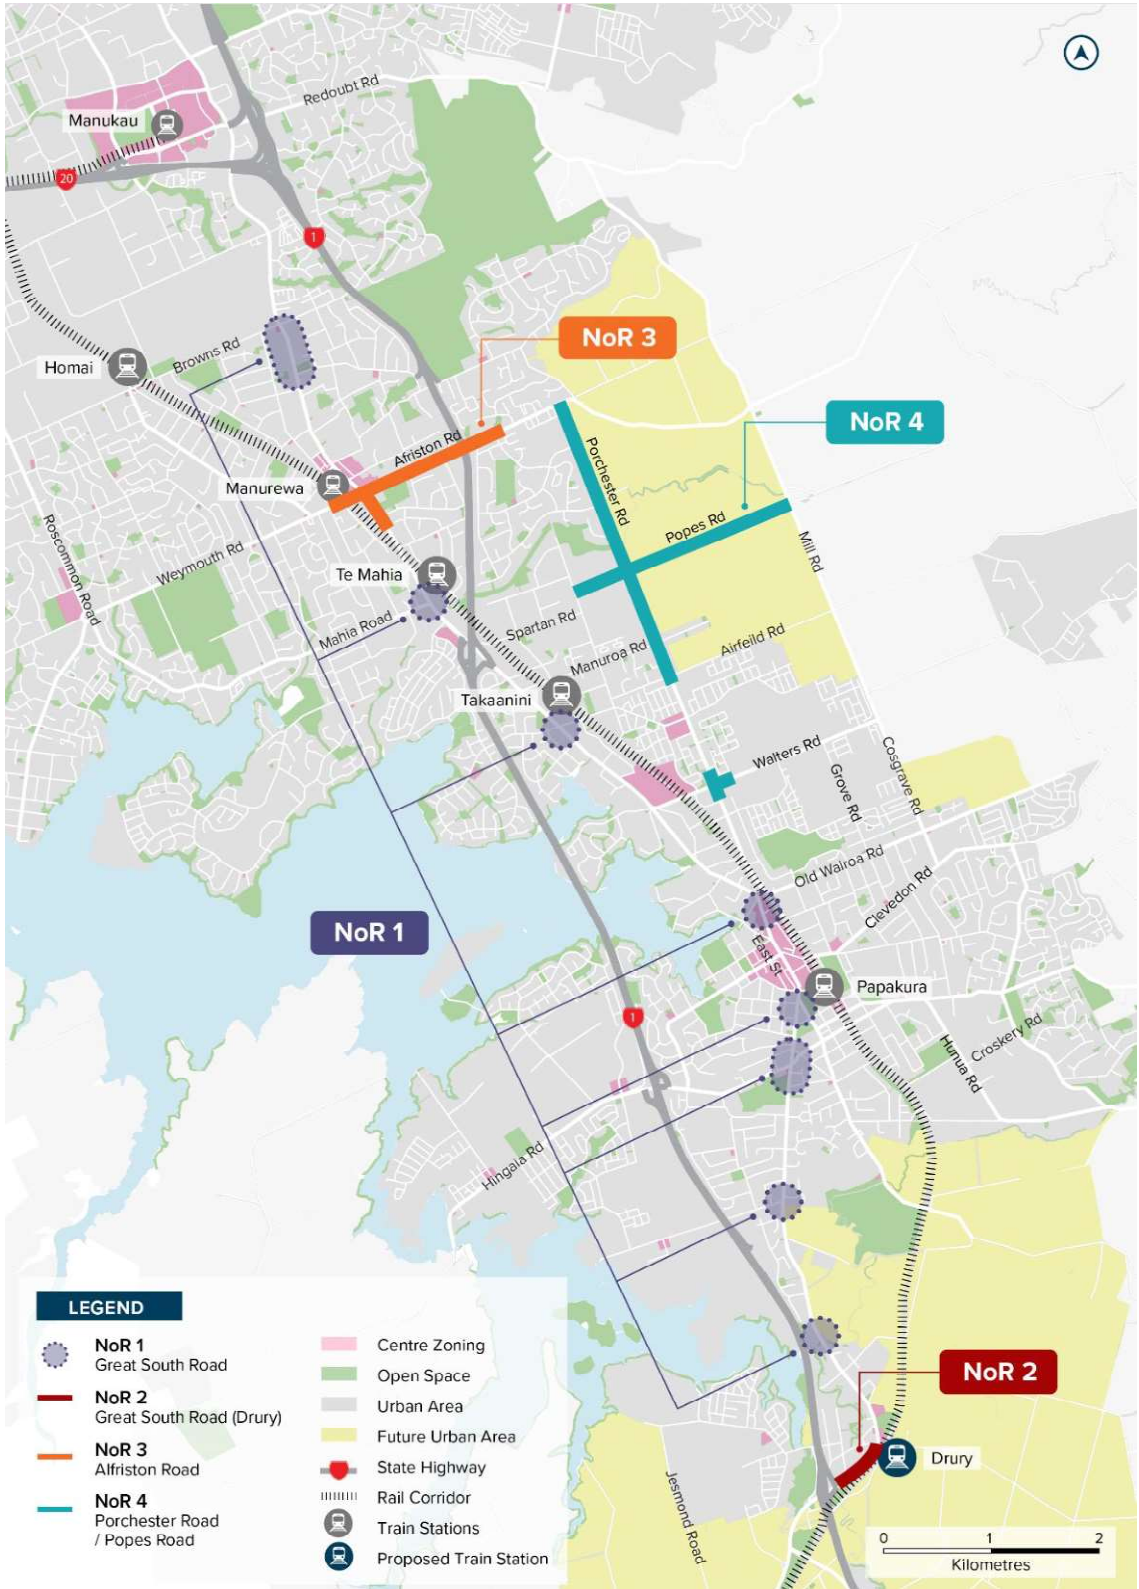 Redoubt Rd
Manukau
20
1
NoR 3
Browns Rd
Homai
NoR 4
Afriston Rd
Porchester Rd
Manurewa
Popes Rd
Roscommon Road
Weymouth Rd
Mill Rd
Te Mahia
Mahia Road
Spartan Rd
Manuroa Rd
Airfeild Rd
Takaanini
Walters Rd
Cosgrave Rd
Grove Rd
Old Wairoa Rd
Clevedon Rd
NoR 1
East St
Papakura
1
Croskery Rd
Hunua Rd
Hingaia Rd
NoR 2
Drury
Jesmond Road
LEGEND
NoR 1
Great South Road
NoR 2
Great South Road (Drury)
NoR 3
Alfriston Road
NoR 4
Porchester Road
/ Popes Road
Centre Zoning
Open Space
Urban Area
Future Urban Area
State Highway
Rail Corridor
Train Stations
Proposed Train Station
0 1 2
Kilometres